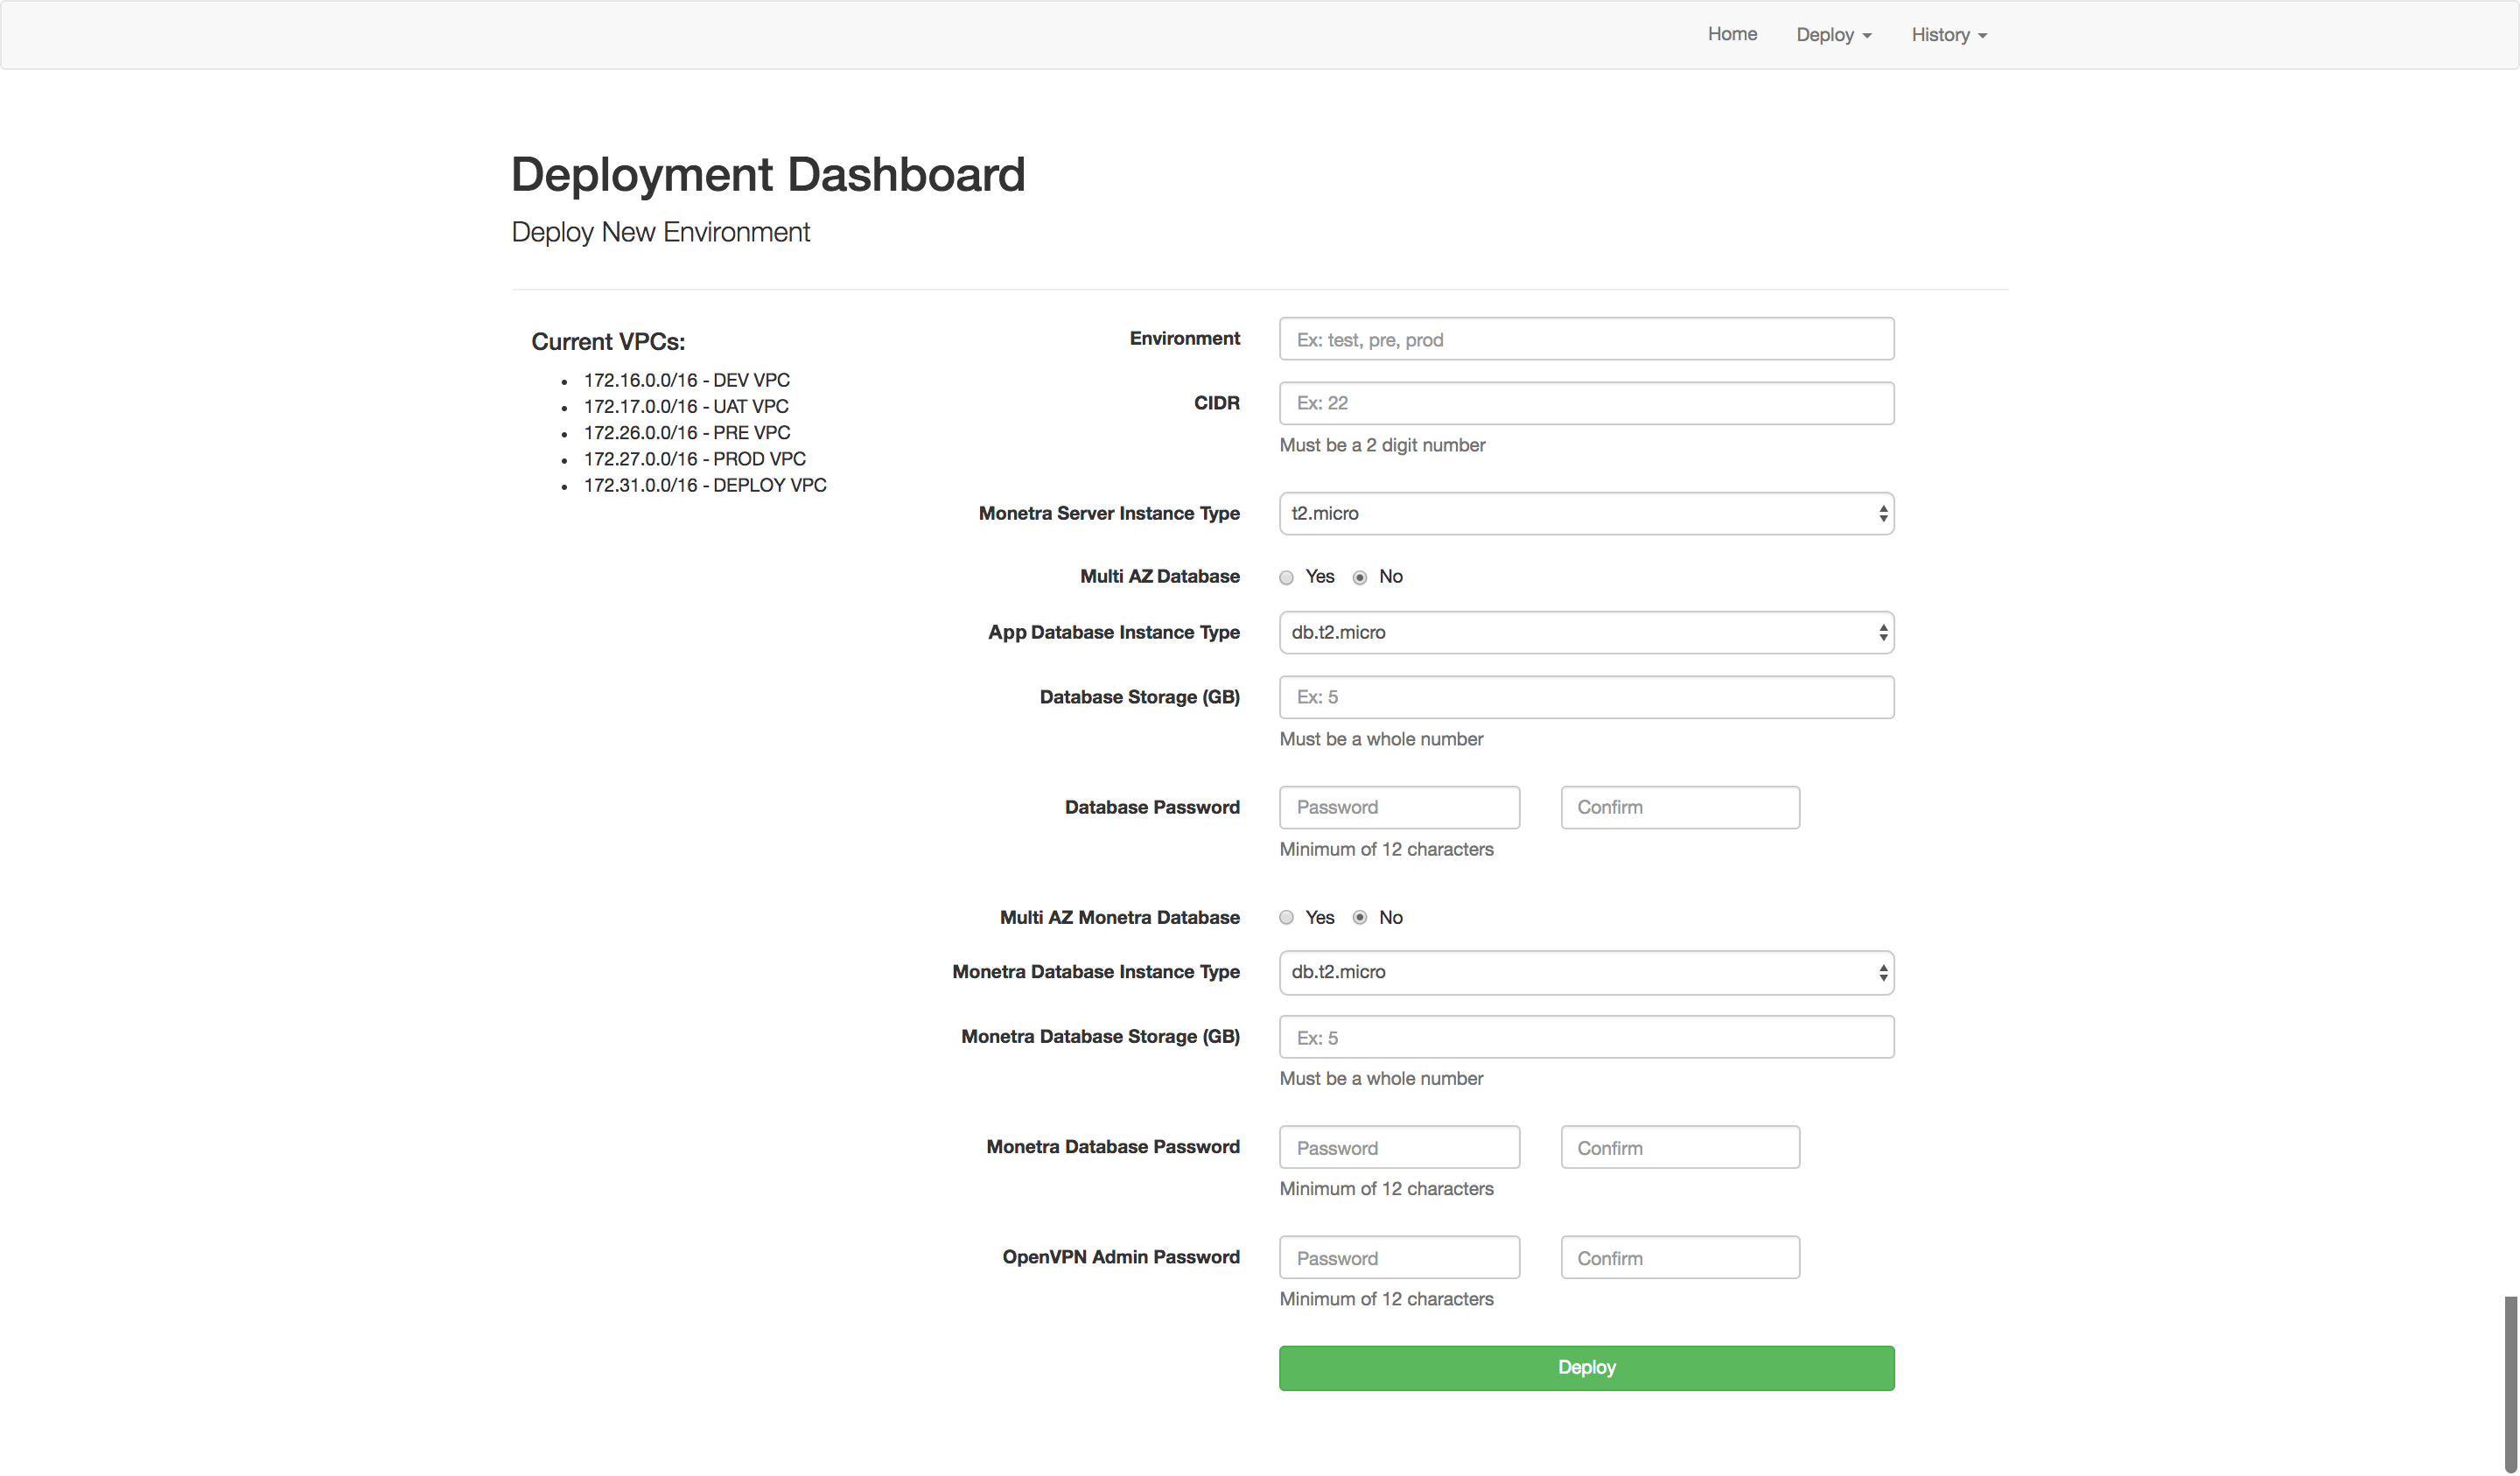 Home Deploy History
Deployment Dashboard
Deploy New Environment
Current VPCs:
172.16.0.0/16 - DEV VPC
172.17.0.0/16 - UAT VPC
172.26.0.0/16 - PRE VPC
172.27.0.0/16 - PROD VPC
172.31.0.0/16 - DEPLOY VPC
Environment Ex: test, pre, prod
CIDR Ex: 22
Must be a 2 digit number
Monetra Server Instance Type t2.micro
Multi AZ Database Yes No
App Database Instance Type db.t2.micro
Database Storage (GB) Ex: 5
Must be a whole number
Database Password Password Confirm
Minimum of 12 characters
Multi AZ Monetra Database Yes No
Monetra Database Instance Type db.t2.micro
Monetra Database Storage (GB) Ex: 5
Must be a whole number
Monetra Database Password Password Confirm
Minimum of 12 characters
OpenVPN Admin Password Password Confirm
Minimum of 12 characters
Deploy